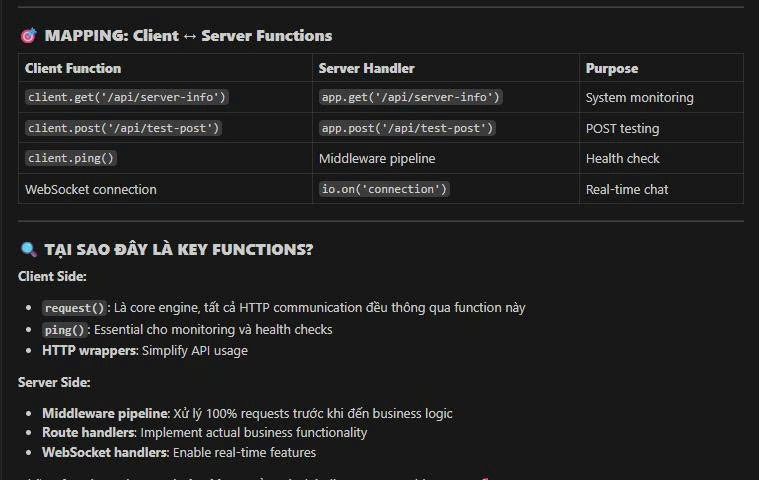 🎯 MAPPING: Client ↔ Server Functions
Client Function Server Handler Purpose
client.get('/api/server-info') app.get('/api/server-info') System monitoring
client.post('/api/test-post') app.post('/api/test-post') POST testing
client.ping() Middleware pipeline Health check
WebSocket connection io.on('connection') Real-time chat
🔍 TẠI SAO ĐÂY LÀ KEY FUNCTIONS?
Client Side:
• request(): Là core engine, tất cả HTTP communication đều thông qua function này
• ping(): Essential cho monitoring và health checks
• HTTP wrappers: Simplify API usage
Server Side:
• Middleware pipeline: Xử lý 100% requests trước khi đến business logic
• Route handlers: Implement actual business functionality
• WebSocket handlers: Enable real-time features